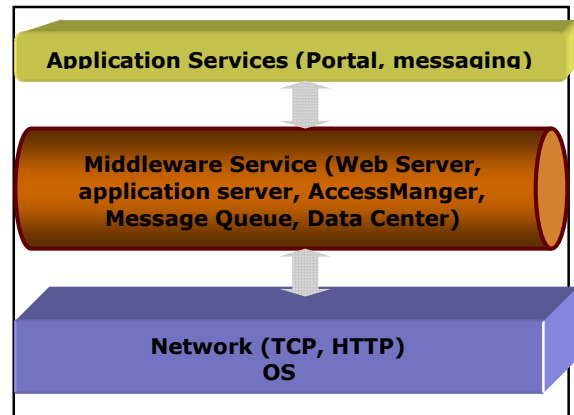 Application Services (Portal, messaging)
Middleware Service (Web Server,
application server, AccessManger,
Message Queue, Data Center)
Network (TCP, HTTP)
OS